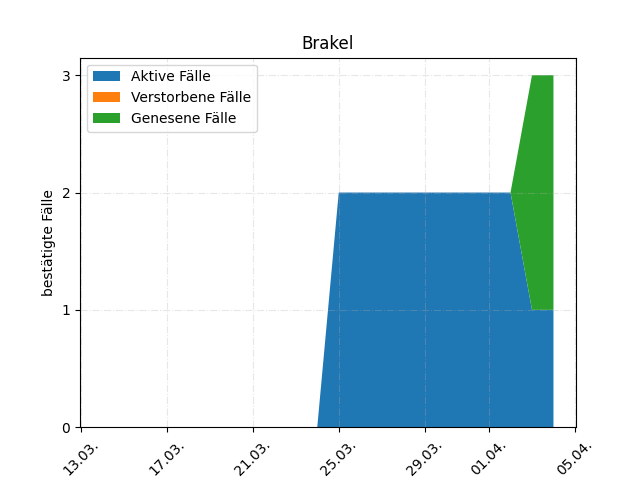 Brakel
Aktive Fälle
Verstorbene Fälle
Genesene Fälle
bestätigte Fälle
3
2
1
0
13.03.
17.03.
21.03.
25.03.
29.03.
01.04.
05.04.